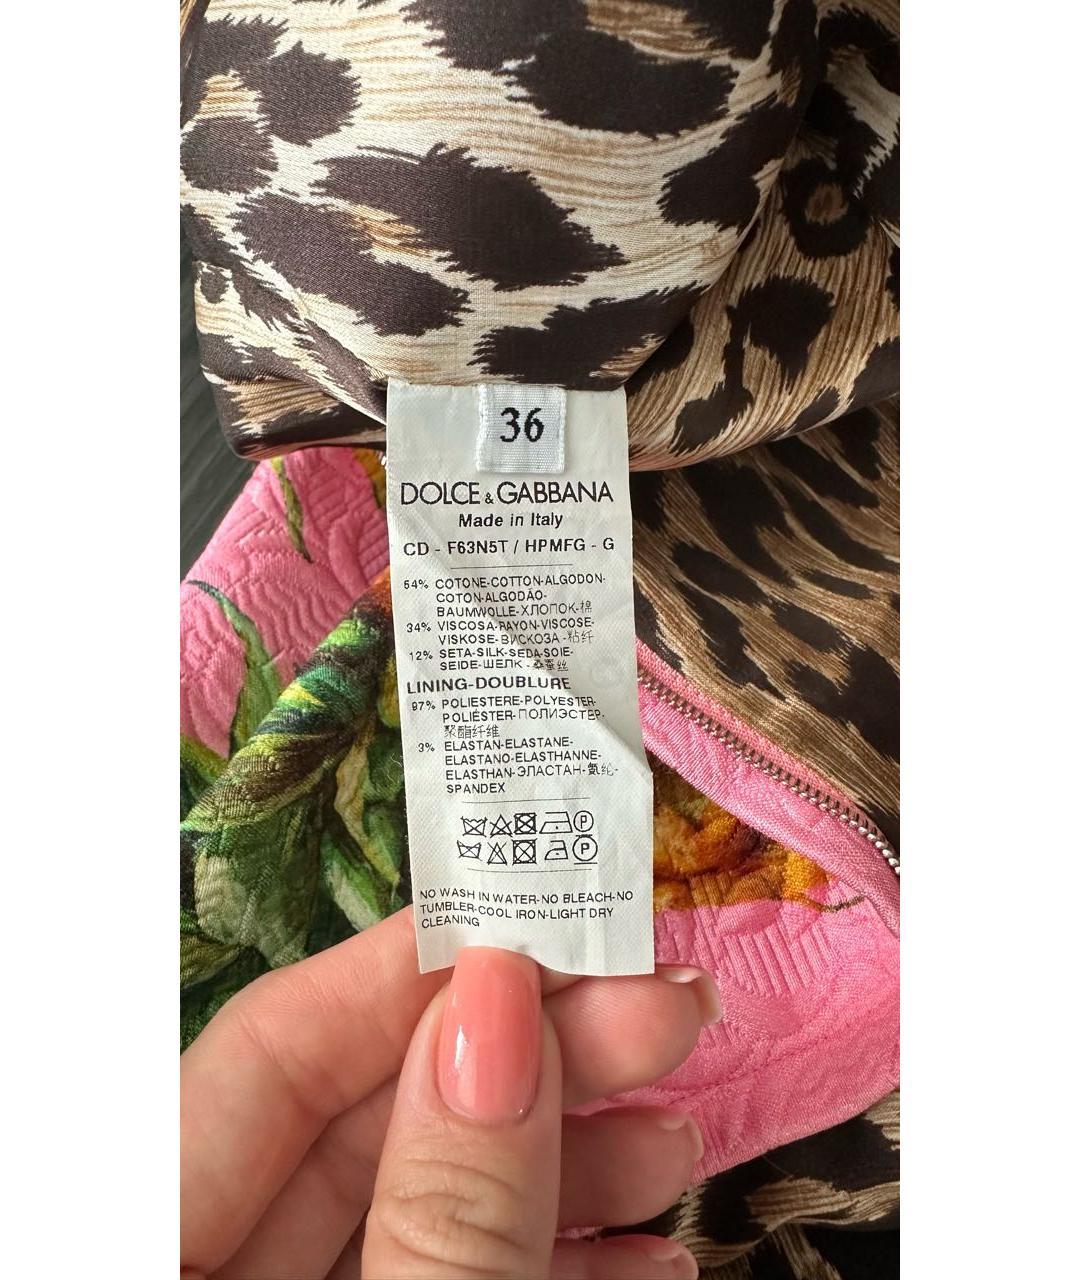 36
DOLCE & GABBANA
Made in Italy
CD - F63N5T / HPMFG - G
54% COTONE-COTTON-ALGODON-
COTON-ALGODÃO-
BAUMWOLLE-ХЛОПОК-棉
34% VISCOSA-RAYON-VISCOSE-
VISKOSE-ВИСКОЗА-粘纤
12% SETA-SILK-SEDA-SOIE-
SEIDE-ШЕЛК-桑蚕丝
LINING-DOUBLURE
97% POLIESTERE-POLYESTER-
POLIÉSTER-ПОЛИЭСТЕР-
聚酯纤维
3% ELASTAN-ELASTANE-
ELASTANO-ELASTHANNE-
ELASTHAN-ЭЛАСТАН-氨纶-
SPANDEX
P
P
NO WASH IN WATER-NO BLEACH-NO
TUMBLER-COOL IRON-LIGHT DRY
CLEANING